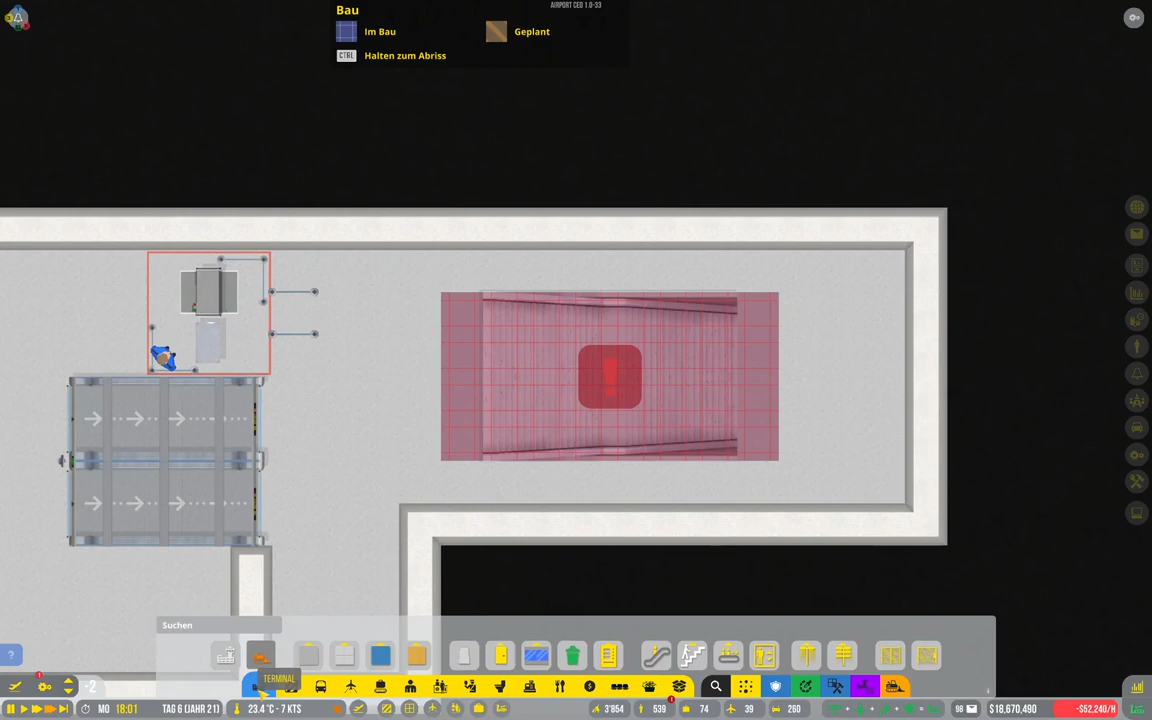 AIRPORT CEO 1.0-33
Bau
Im Bau
Geplant
CTRL Halten zum Abriss
Suchen
TERMINAL
?
-2
MO 18:01
TAG 6 (JAHR 21)
23.4°C - 7 KTS
3'854
539
74
39
260
98
$18,670,490
-$52,240/H